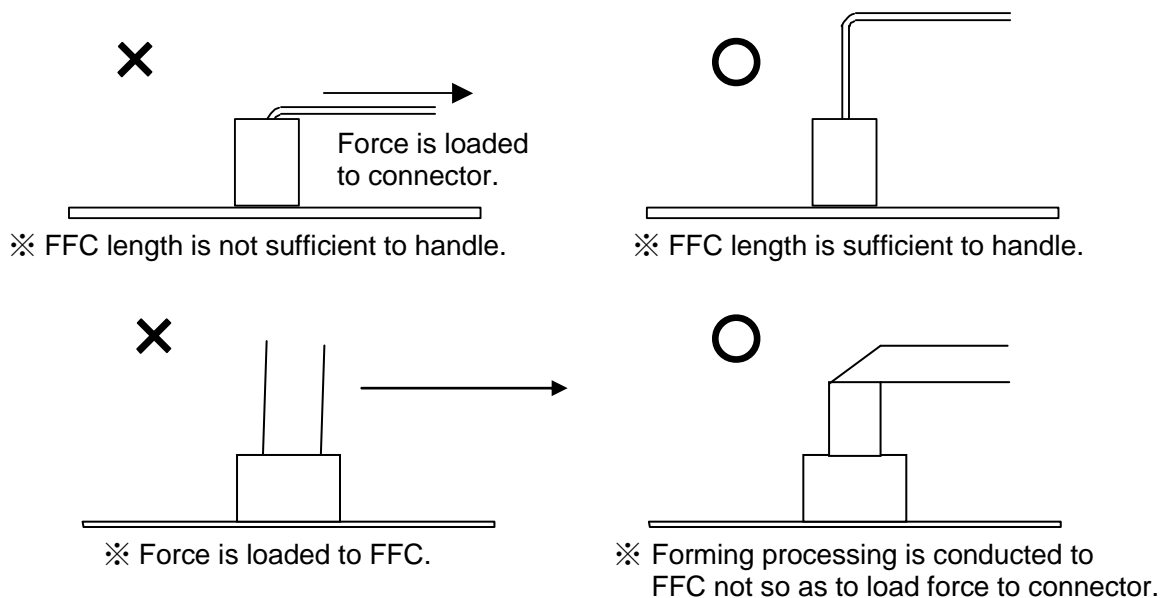 Force is loaded
to connector.
※ FFC length is not sufficient to handle.
※ FFC length is sufficient to handle.
※ Force is loaded to FFC.
※ Forming processing is conducted to
FFC not so as to load force to connector.